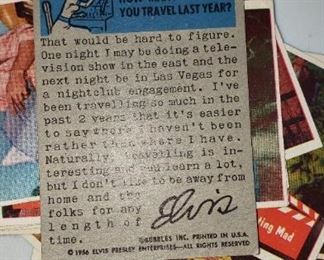 YOU TRAVEL LAST YEAR?
That would be hard to figure.
One night I may be doing a tele-
vision show in the east and the
next night be in Las Vegas for
a nightclub engagement. I've
been travelling so much in the
past 2 years that it's easier
to say where I haven't been
rather than where I have.
Naturally, travelling is in-
teresting and you learn a lot,
but I don't like to be away from
home and the
folks for any
length of
time.
Elvis
©BUBBLES INC. PRINTED IN U.S.A.
© 1956 ELVIS PRESLEY ENTERPRISES-ALL RIGHTS RESERVED
ting Mad